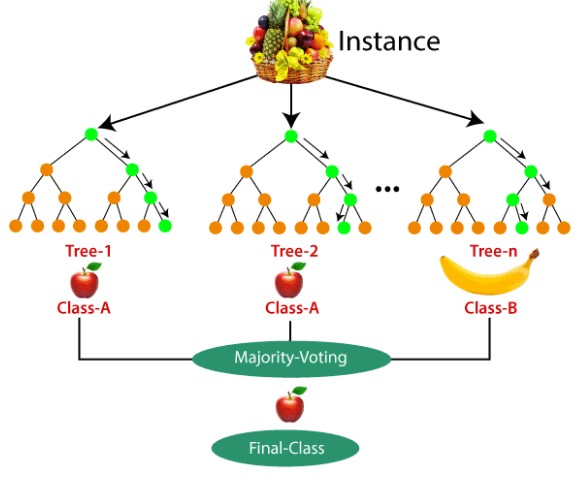 Instance
Tree-1
Tree-2
Tree-n
Class-A
Class-A
Class-B
Majority-Voting
Final-Class